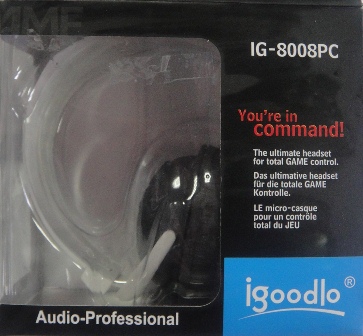 IG-8008PC
You're in
command!
The ultimate headset
for total GAME control.
Das ultimative headset
für die totale GAME
Kontrolle.
LE micro-casque
pour un contrôle
total du JEU
igoodlo®
Audio-Professional